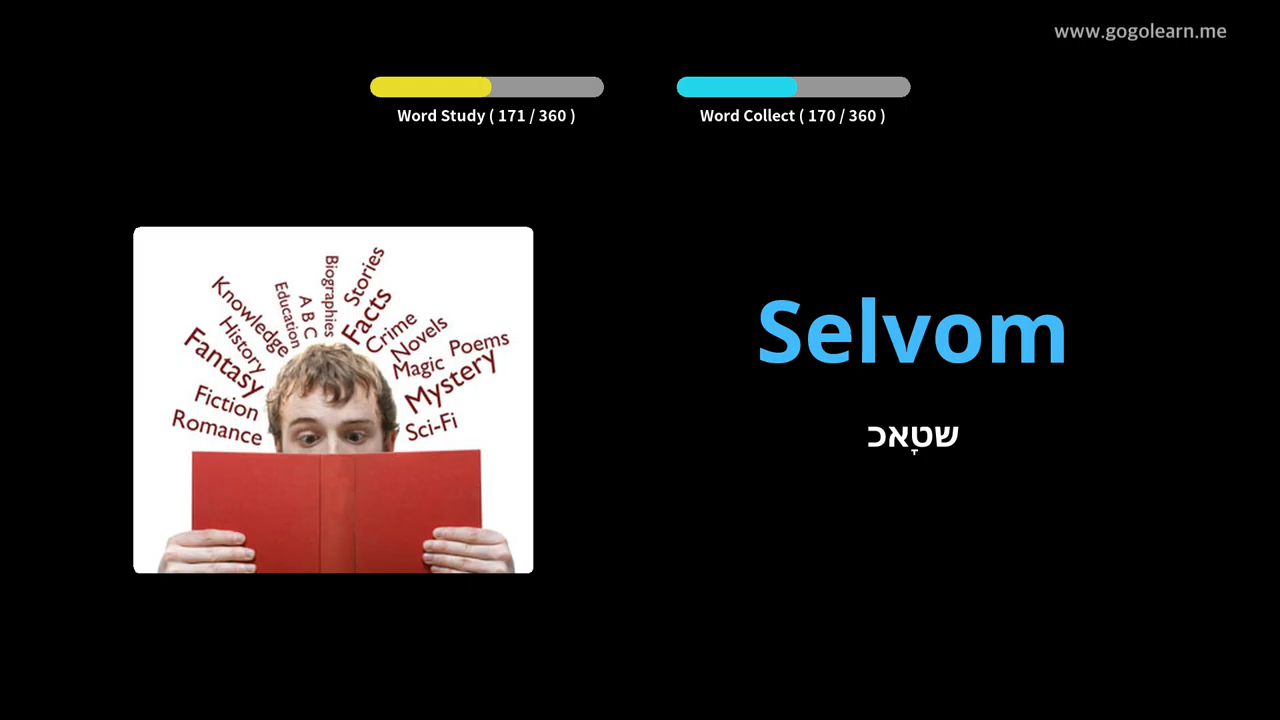 www.gogolearn.me
Word Study ( 171 / 360 )
Word Collect ( 170 / 360 )
Stories
Biographies
Facts
A B C
Education
Knowledge
Crime
History
Novels
Poems
Fantasy
Magic
Mystery
Fiction
Romance
Sci-Fi
Selvom
שטָאכ